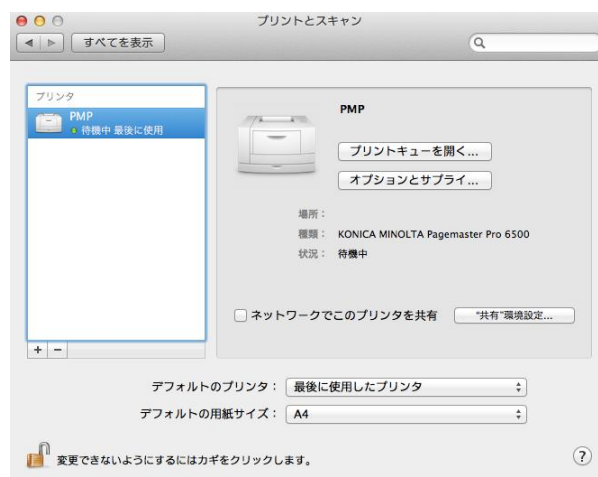 プリントとスキャン
すべてを表示
プリンタ
PMP
待機中 最後に使用
PMP
プリントキューを開く...
オプションとサプライ...
場所：
種類： KONICA MINOLTA Pagemaster Pro 6500
状況： 待機中
ネットワークでこのプリンタを共有 "共有"環境設定...
+ −
デフォルトのプリンタ： 最後に使用したプリンタ
デフォルトの用紙サイズ： A4
変更できないようにするにはカギをクリックします。 ?